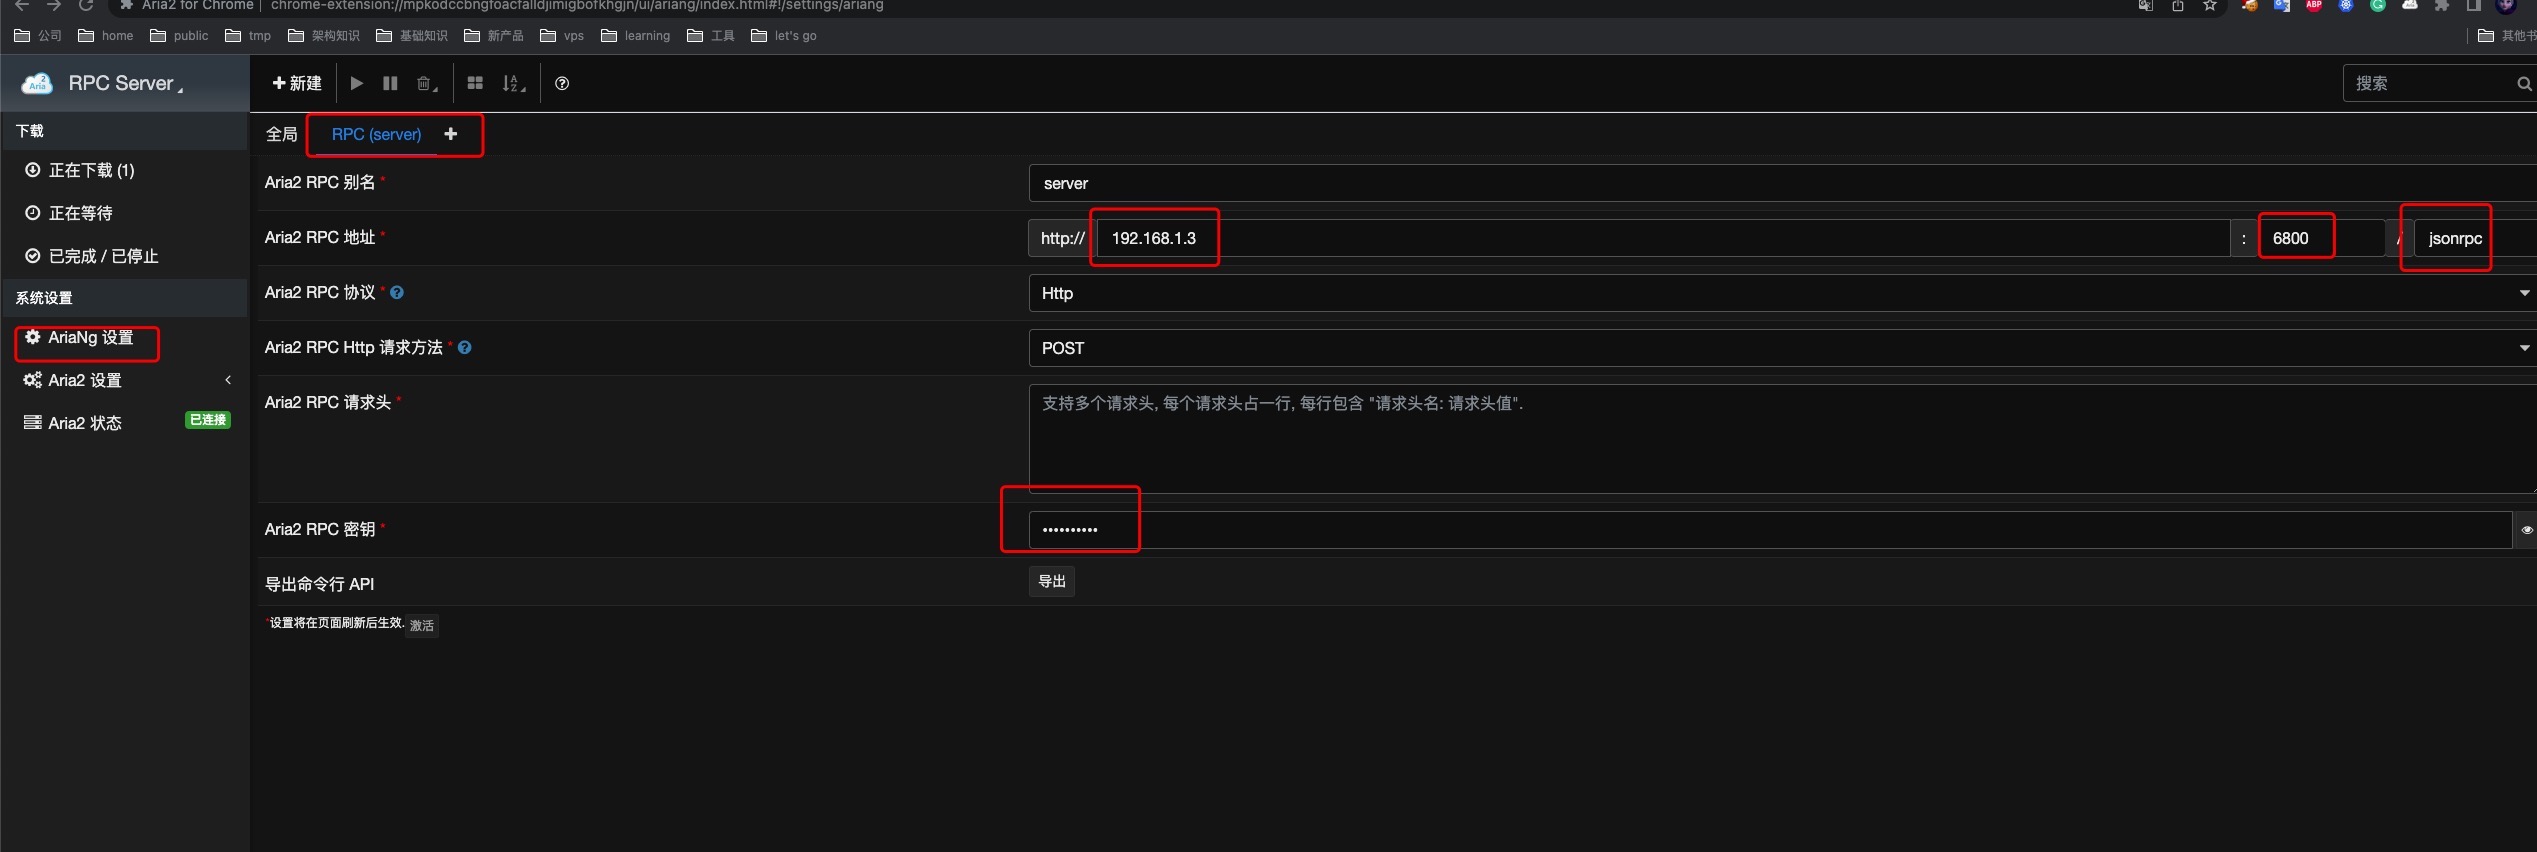 Aria2 for Chrome | chrome-extension://mpkodccbngfoacfalldjimigbofkhgjn/ui/ariang/index.html#!/settings/ariang
公司 home public tmp 架构知识 基础知识 新产品 vps learning 工具 let's go 其他书
RPC Server
新建
搜索
下载
正在下载 (1)
正在等待
已完成 / 已停止
系统设置
AriaNg 设置
Aria2 设置
Aria2 状态 已连接
全局 RPC (server)
Aria2 RPC 别名 * server
Aria2 RPC 地址 * http:// 192.168.1.3 : 6800 / jsonrpc
Aria2 RPC 协议 * Http
Aria2 RPC Http 请求方法 * POST
Aria2 RPC 请求头 * 支持多个请求头, 每个请求头占一行, 每行包含 "请求头名: 请求头值".
Aria2 RPC 密钥 * ••••••••••
导出命令行 API 导出
*设置将在页面刷新后生效. 激活